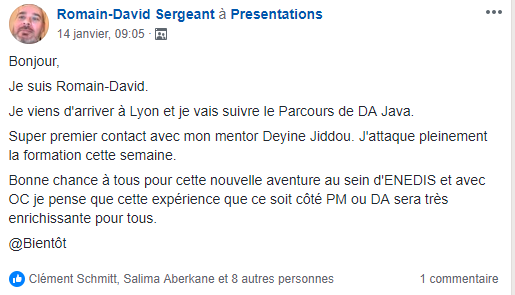 Romain-David Sergeant à Presentations
14 janvier, 09:05 ·
Bonjour,
Je suis Romain-David.
Je viens d'arriver à Lyon et je vais suivre le Parcours de DA Java.
Super premier contact avec mon mentor Deyine Jiddou. J'attaque pleinement
la formation cette semaine.
Bonne chance à tous pour cette nouvelle aventure au sein d'ENEDIS et avec
OC je pense que cette expérience que ce soit côté PM ou DA sera très
enrichissante pour tous.
@Bientôt
Clément Schmitt, Salima Aberkane et 8 autres personnes 1 commentaire